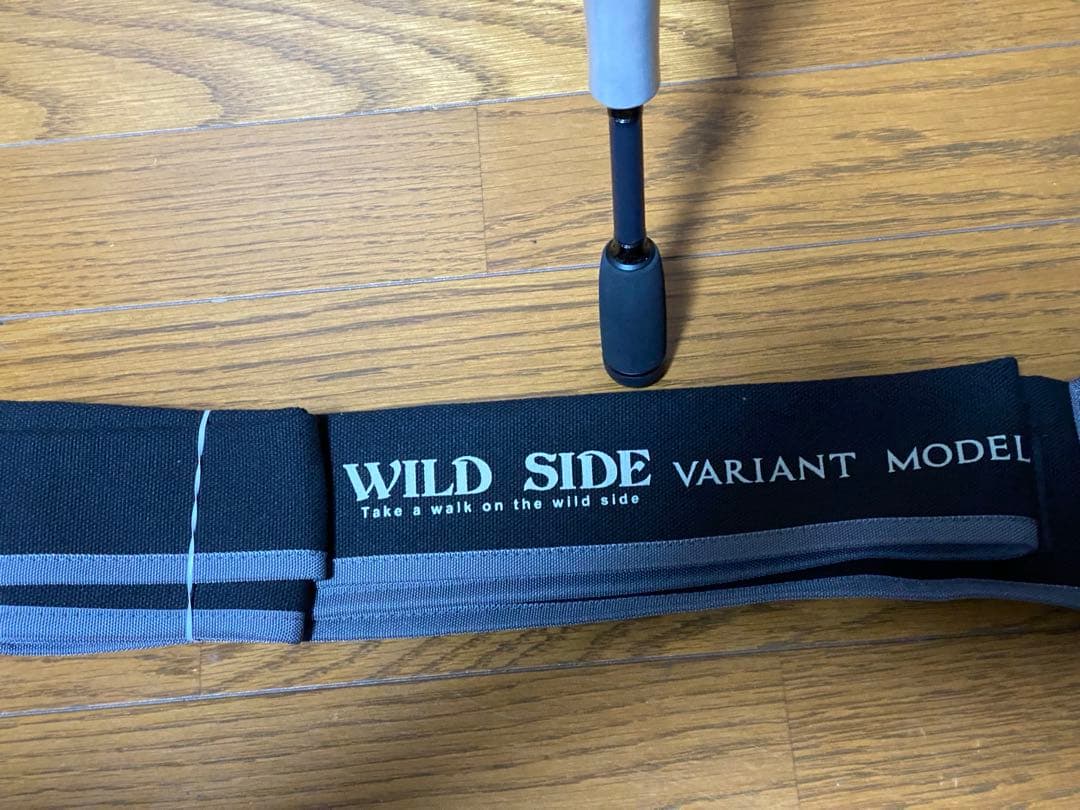 WILD SIDE VARIANT MODEL
Take a walk on the wild side